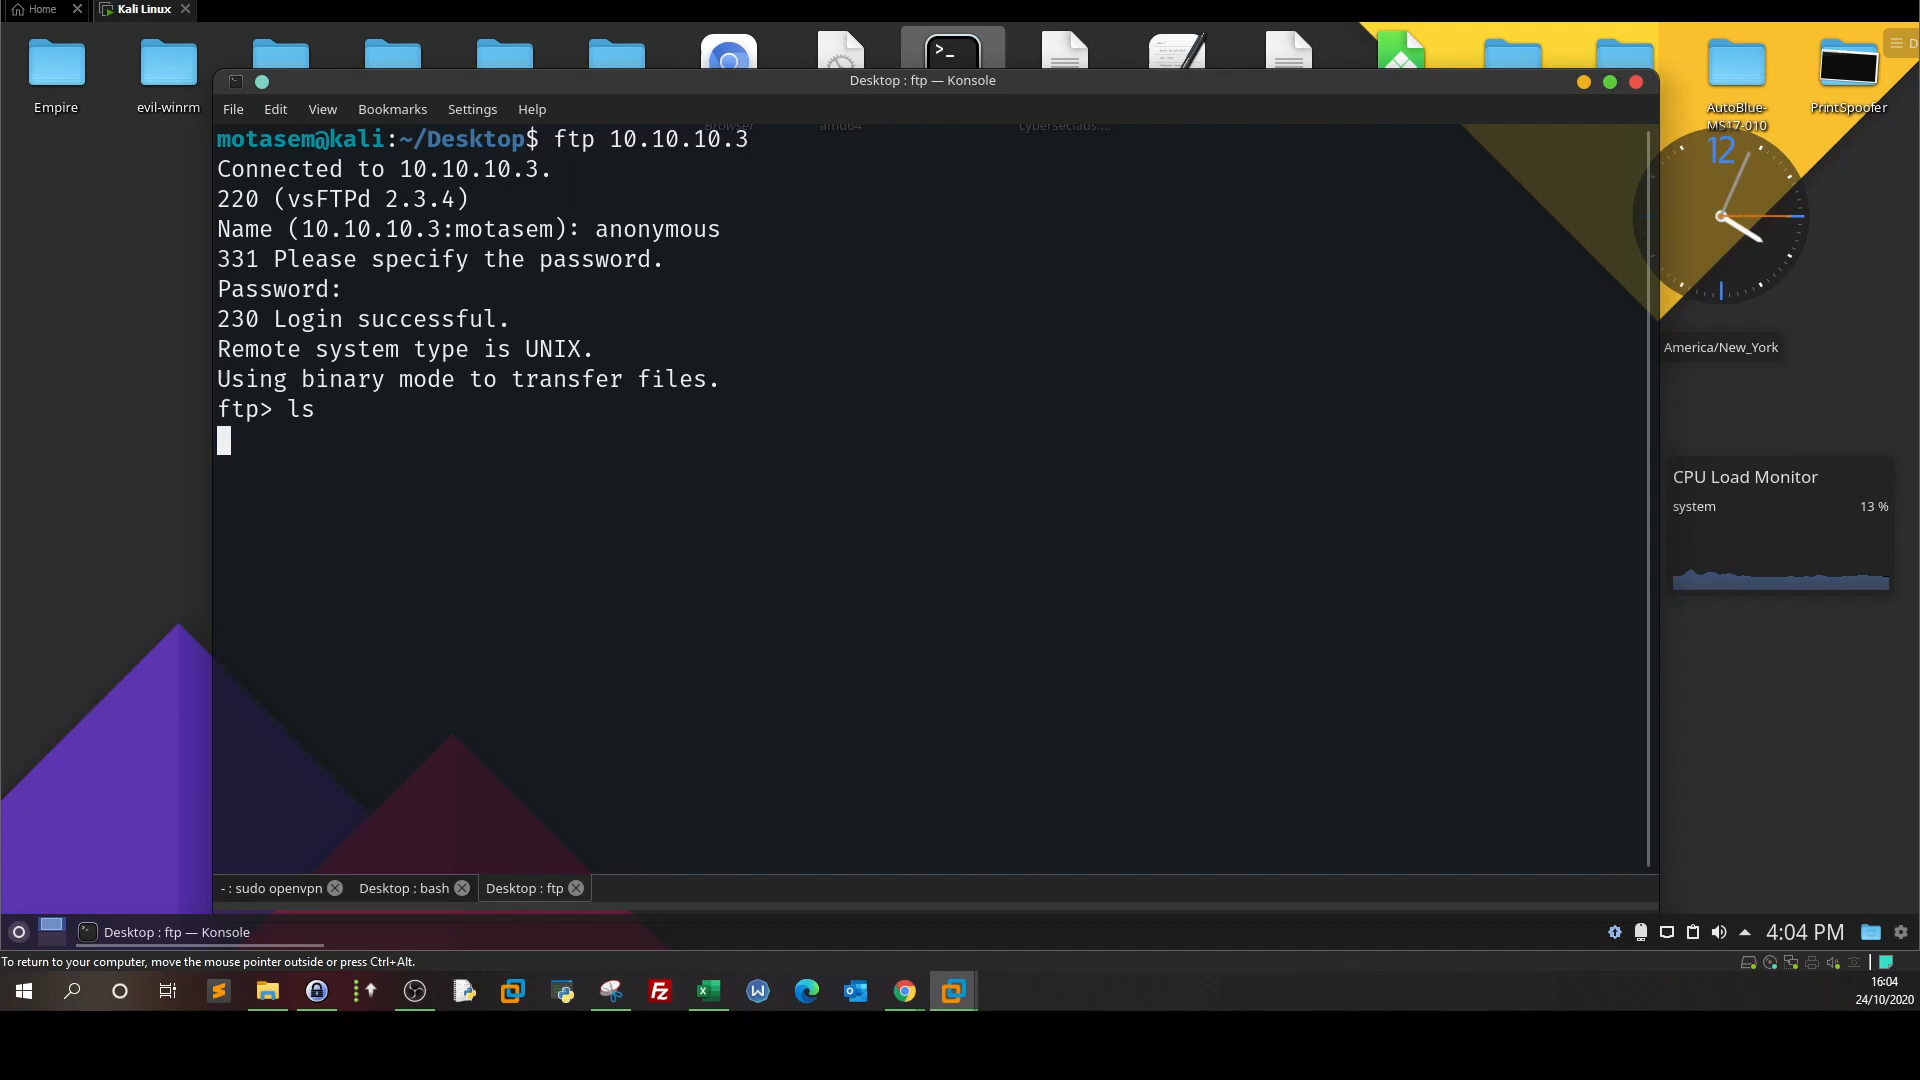 Home
Kali Linux
D
Empire
evil-winrm
AutoBlue-
MS17-010
PrintSpoofer
Desktop : ftp — Konsole
File Edit View Bookmarks Settings Help
Browser
amd64
cyberseclabs....
motasem@kali:~/Desktop$ ftp 10.10.10.3
Connected to 10.10.10.3.
220 (vsFTPd 2.3.4)
Name (10.10.10.3:motasem): anonymous
331 Please specify the password.
Password:
230 Login successful.
Remote system type is UNIX.
Using binary mode to transfer files.
ftp> ls
12
America/New_York
CPU Load Monitor
system 13 %
- : sudo openvpn
Desktop : bash
Desktop : ftp
Desktop : ftp — Konsole
4:04 PM
To return to your computer, move the mouse pointer outside or press Ctrl+Alt.
16:04
24/10/2020